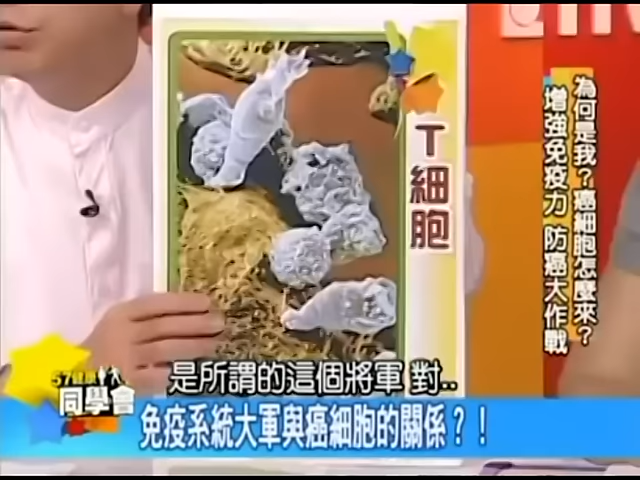 T細胞
為何是我？癌細胞怎麼來？
增強免疫力 防癌大作戰
是所謂的這個將軍 對..
57健康
同學會
免疫系統大軍與癌細胞的關係？！